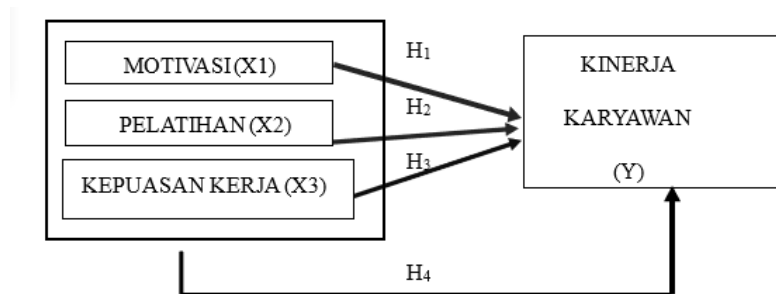 MOTIVASI (X1)
PELATIHAN (X2)
KEPUASAN KERJA (X3)
H1
H2
H3
KINERJA
KARYAWAN
(Y)
H4